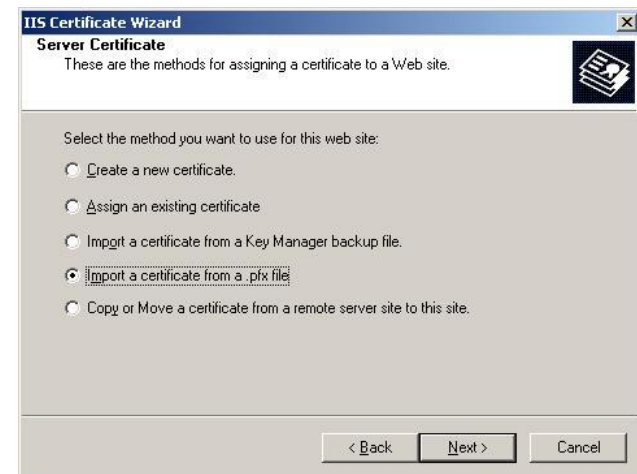 IIS Certificate Wizard
Server Certificate
These are the methods for assigning a certificate to a Web site.
Select the method you want to use for this web site:
Create a new certificate.
Assign an existing certificate
Import a certificate from a Key Manager backup file.
Import a certificate from a .pfx file
Copy or Move a certificate from a remote server site to this site.
< Back Next > Cancel